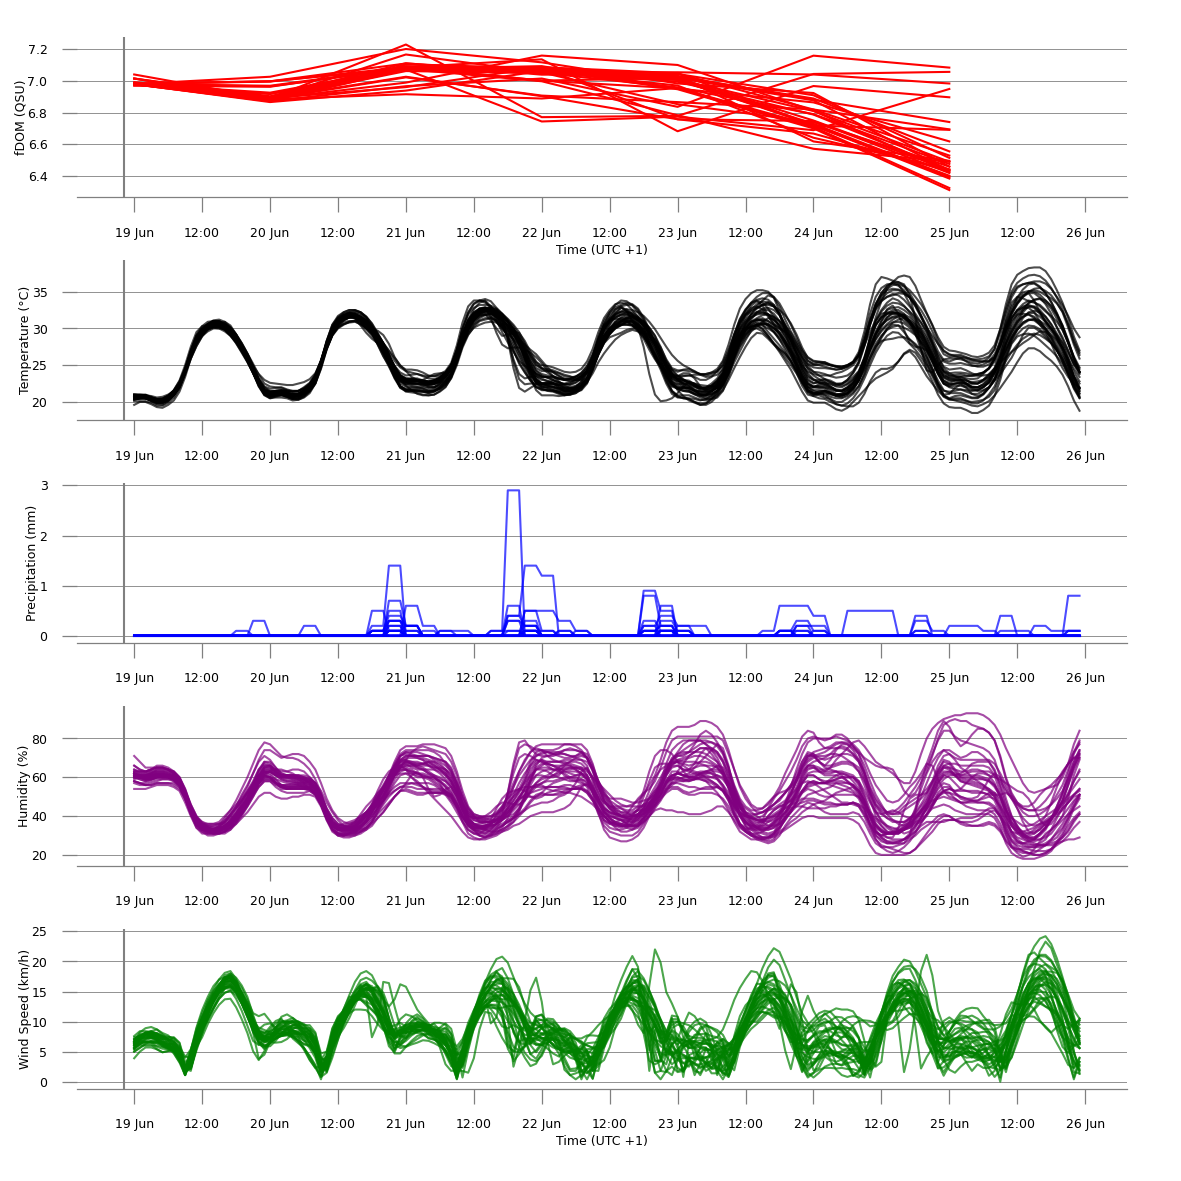 7.2
7.0
6.8
6.6
6.4
fDOM (QSU)
19 Jun 12:00 20 Jun 12:00 21 Jun 12:00 22 Jun 12:00 23 Jun 12:00 24 Jun 12:00 25 Jun 12:00 26 Jun
Time (UTC +1)
35
30
25
20
Temperature (°C)
19 Jun 12:00 20 Jun 12:00 21 Jun 12:00 22 Jun 12:00 23 Jun 12:00 24 Jun 12:00 25 Jun 12:00 26 Jun
3
2
1
0
Precipitation (mm)
19 Jun 12:00 20 Jun 12:00 21 Jun 12:00 22 Jun 12:00 23 Jun 12:00 24 Jun 12:00 25 Jun 12:00 26 Jun
80
60
40
20
Humidity (%)
19 Jun 12:00 20 Jun 12:00 21 Jun 12:00 22 Jun 12:00 23 Jun 12:00 24 Jun 12:00 25 Jun 12:00 26 Jun
25
20
15
10
5
0
Wind Speed (km/h)
19 Jun 12:00 20 Jun 12:00 21 Jun 12:00 22 Jun 12:00 23 Jun 12:00 24 Jun 12:00 25 Jun 12:00 26 Jun
Time (UTC +1)